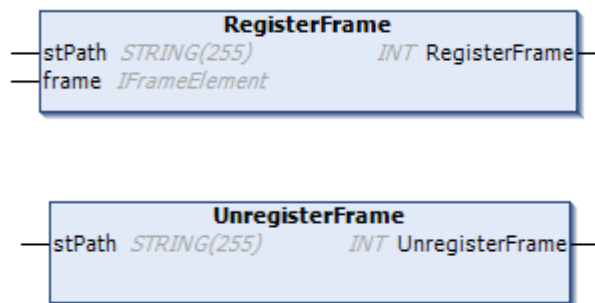 RegisterFrame
stPath STRING(255) INT RegisterFrame
frame IFrameElement
UnregisterFrame
stPath STRING(255) INT UnregisterFrame